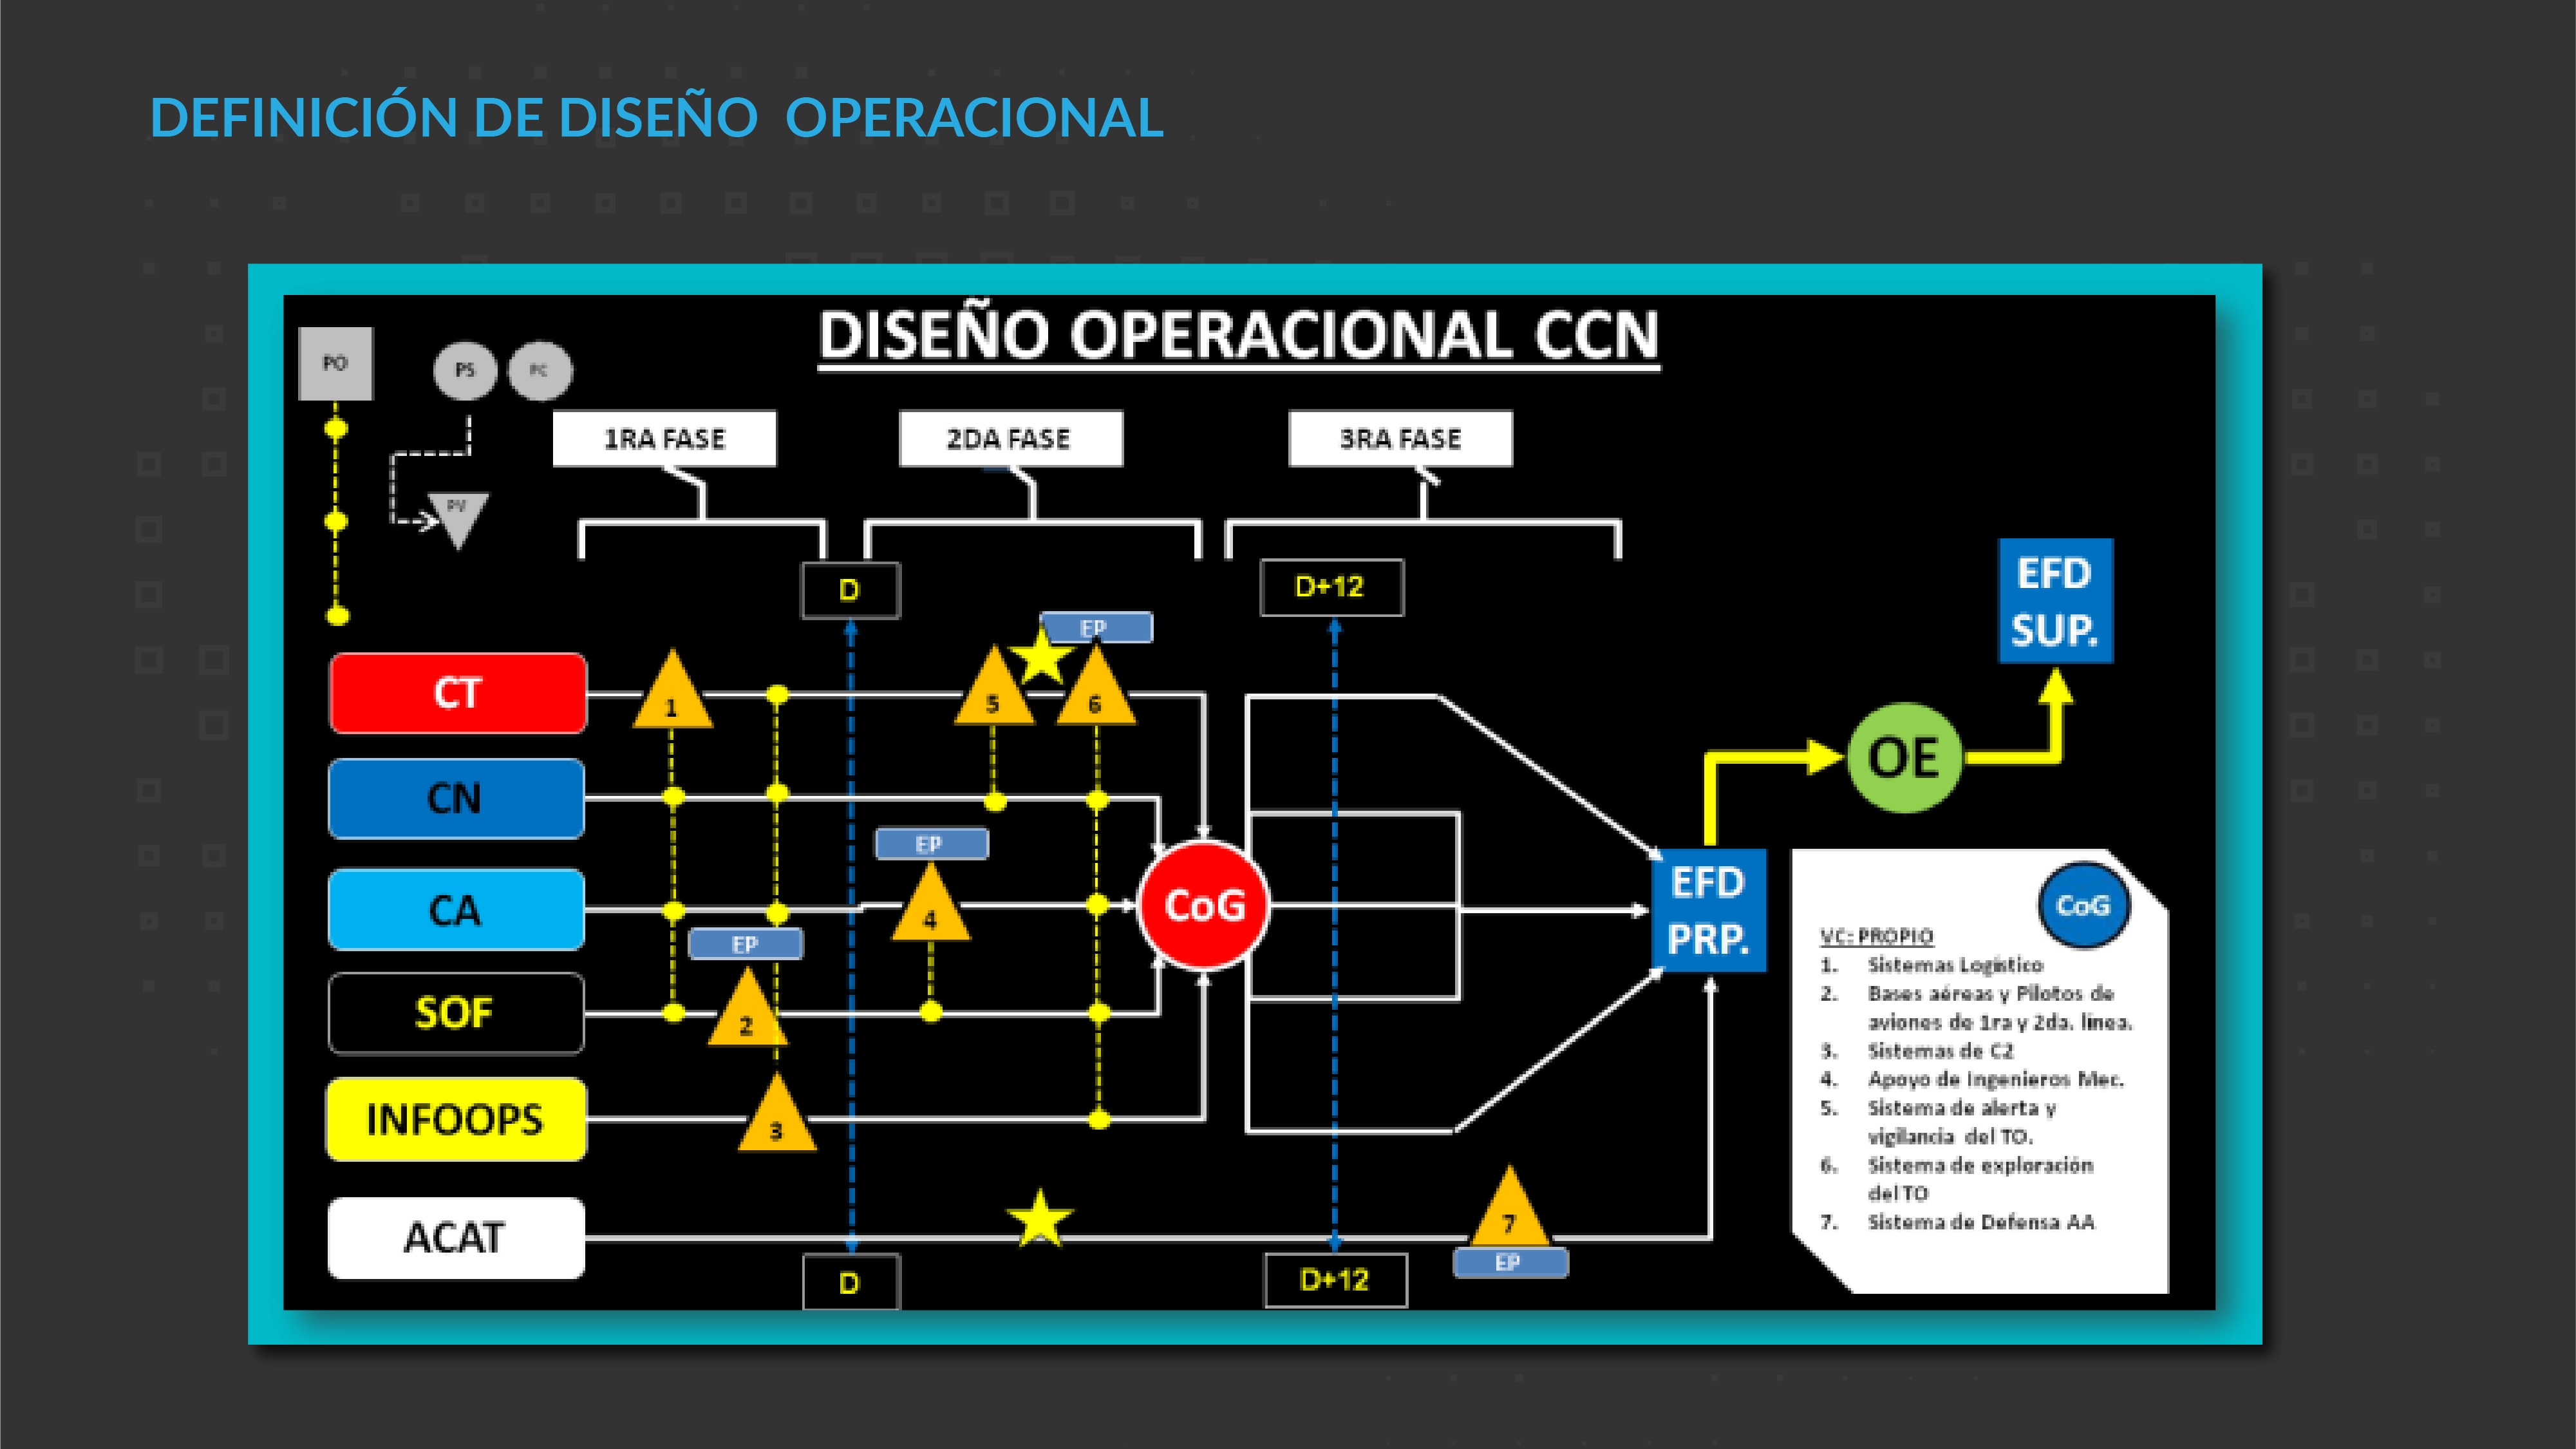 DEFINICIÓN DE DISEÑO OPERACIONAL
DISEÑO OPERACIONAL CCN
PO
PS
PC
PV
1RA FASE
2DA FASE
3RA FASE
D
D+12
EFD
SUP.
EP
CT
1
5
6
OE
CN
EP
CA
4
CoG
EFD
PRP.
EP
SOF
2
INFOOPS
3
ACAT
7
EP
D
D+12
CoG
VC: PROPIO
1. Sistemas Logistico
2. Bases aéreas y Pilotos de
aviones de 1ra y 2da. linea.
3. Sistemas de C2
4. Apoyo de Ingenieros Mec.
5. Sistema de alerta y
vigilancia del TO.
6. Sistema de exploración
del TO
7. Sistema de Defensa AA